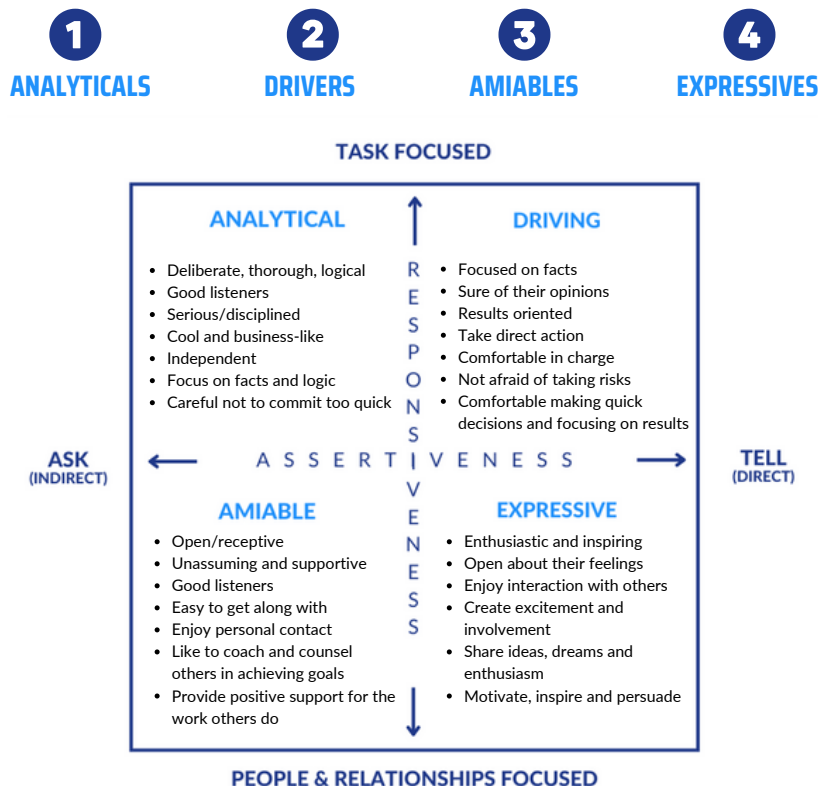 1
ANALYTICALS
2
DRIVERS
3
AMIABLES
4
EXPRESSIVES
TASK FOCUSED
ANALYTICAL
• Deliberate, thorough, logical
• Good listeners
• Serious/disciplined
• Cool and business-like
• Independent
• Focus on facts and logic
• Careful not to commit too quick
DRIVING
• Focused on facts
• Sure of their opinions
• Results oriented
• Take direct action
• Comfortable in charge
• Not afraid of taking risks
• Comfortable making quick
decisions and focusing on results
RESPONSIVENESS
ASK
(INDIRECT)
ASSERTIVENESS
TELL
(DIRECT)
AMIABLE
• Open/receptive
• Unassuming and supportive
• Good listeners
• Easy to get along with
• Enjoy personal contact
• Like to coach and counsel
others in achieving goals
• Provide positive support for the
work others do
EXPRESSIVE
• Enthusiastic and inspiring
• Open about their feelings
• Enjoy interaction with others
• Create excitement and
involvement
• Share ideas, dreams and
enthusiasm
• Motivate, inspire and persuade
PEOPLE & RELATIONSHIPS FOCUSED